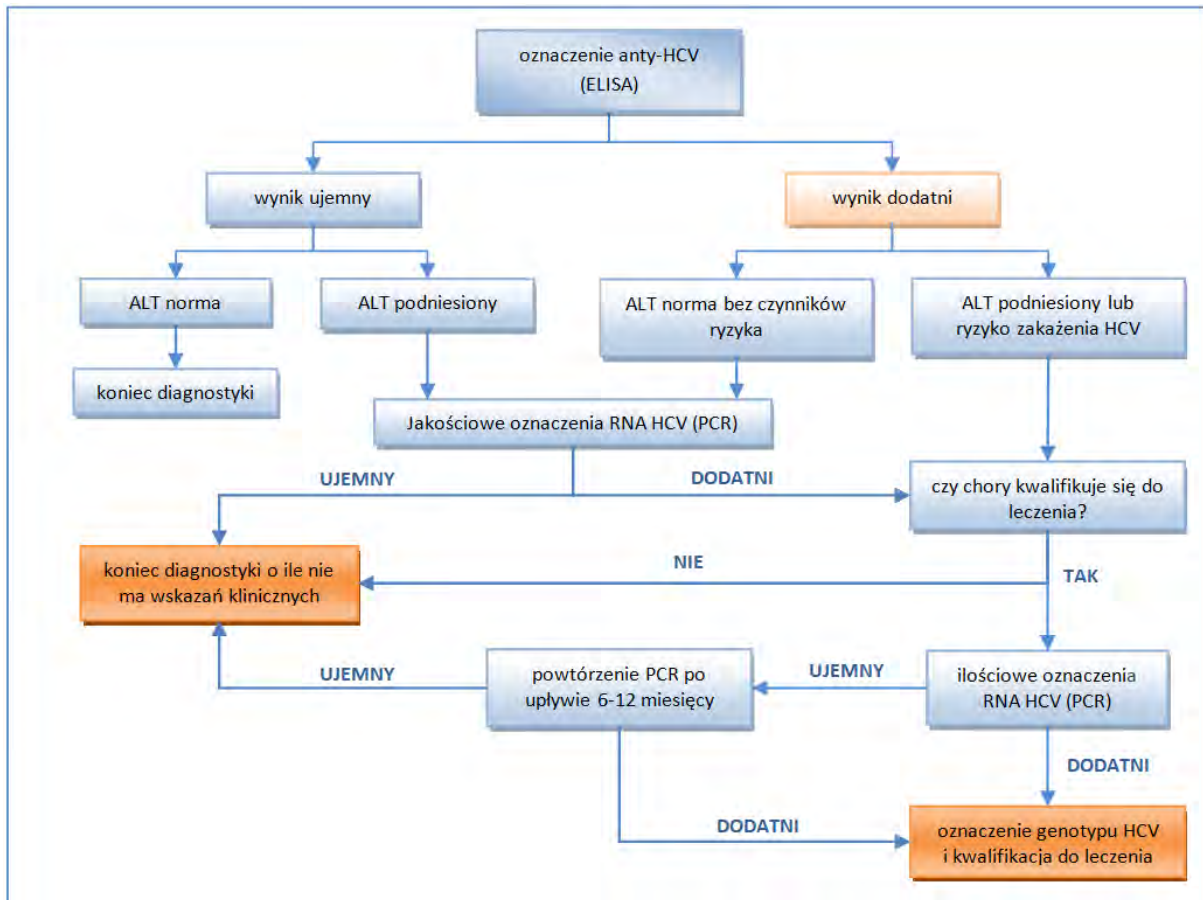 oznaczenie anty-HCV
(ELISA)
wynik ujemny
wynik dodatni
ALT norma
ALT podniesiony
ALT norma bez czynników
ryzyka
ALT podniesiony lub
ryzyko zakażenia HCV
koniec diagnostyki
Jakościowe oznaczenia RNA HCV (PCR)
UJEMNY
DODATNI
czy chory kwalifikuje się do
leczenia?
koniec diagnostyki o ile nie
ma wskazań klinicznych
NIE
TAK
UJEMNY
powtórzenie PCR po
upływie 6-12 miesięcy
UJEMNY
ilościowe oznaczenia
RNA HCV (PCR)
DODATNI
DODATNI
oznaczenie genotypu HCV
i kwalifikacja do leczenia